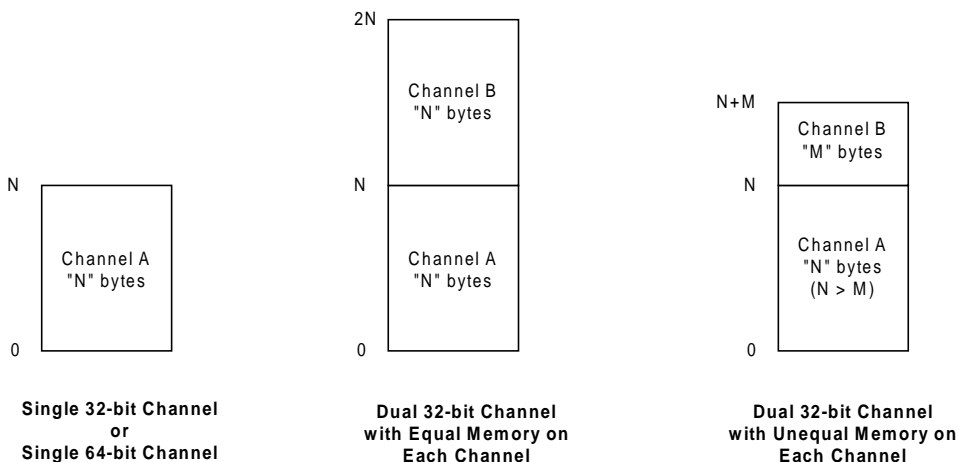 N
Channel A
"N" bytes
0
Single 32-bit Channel
or
Single 64-bit Channel
2N
Channel B
"N" bytes
N
Channel A
"N" bytes
0
Dual 32-bit Channel
with Equal Memory on
Each Channel
N+M
Channel B
"M" bytes
N
Channel A
"N" bytes
(N > M)
0
Dual 32-bit Channel
with Unequal Memory on
Each Channel